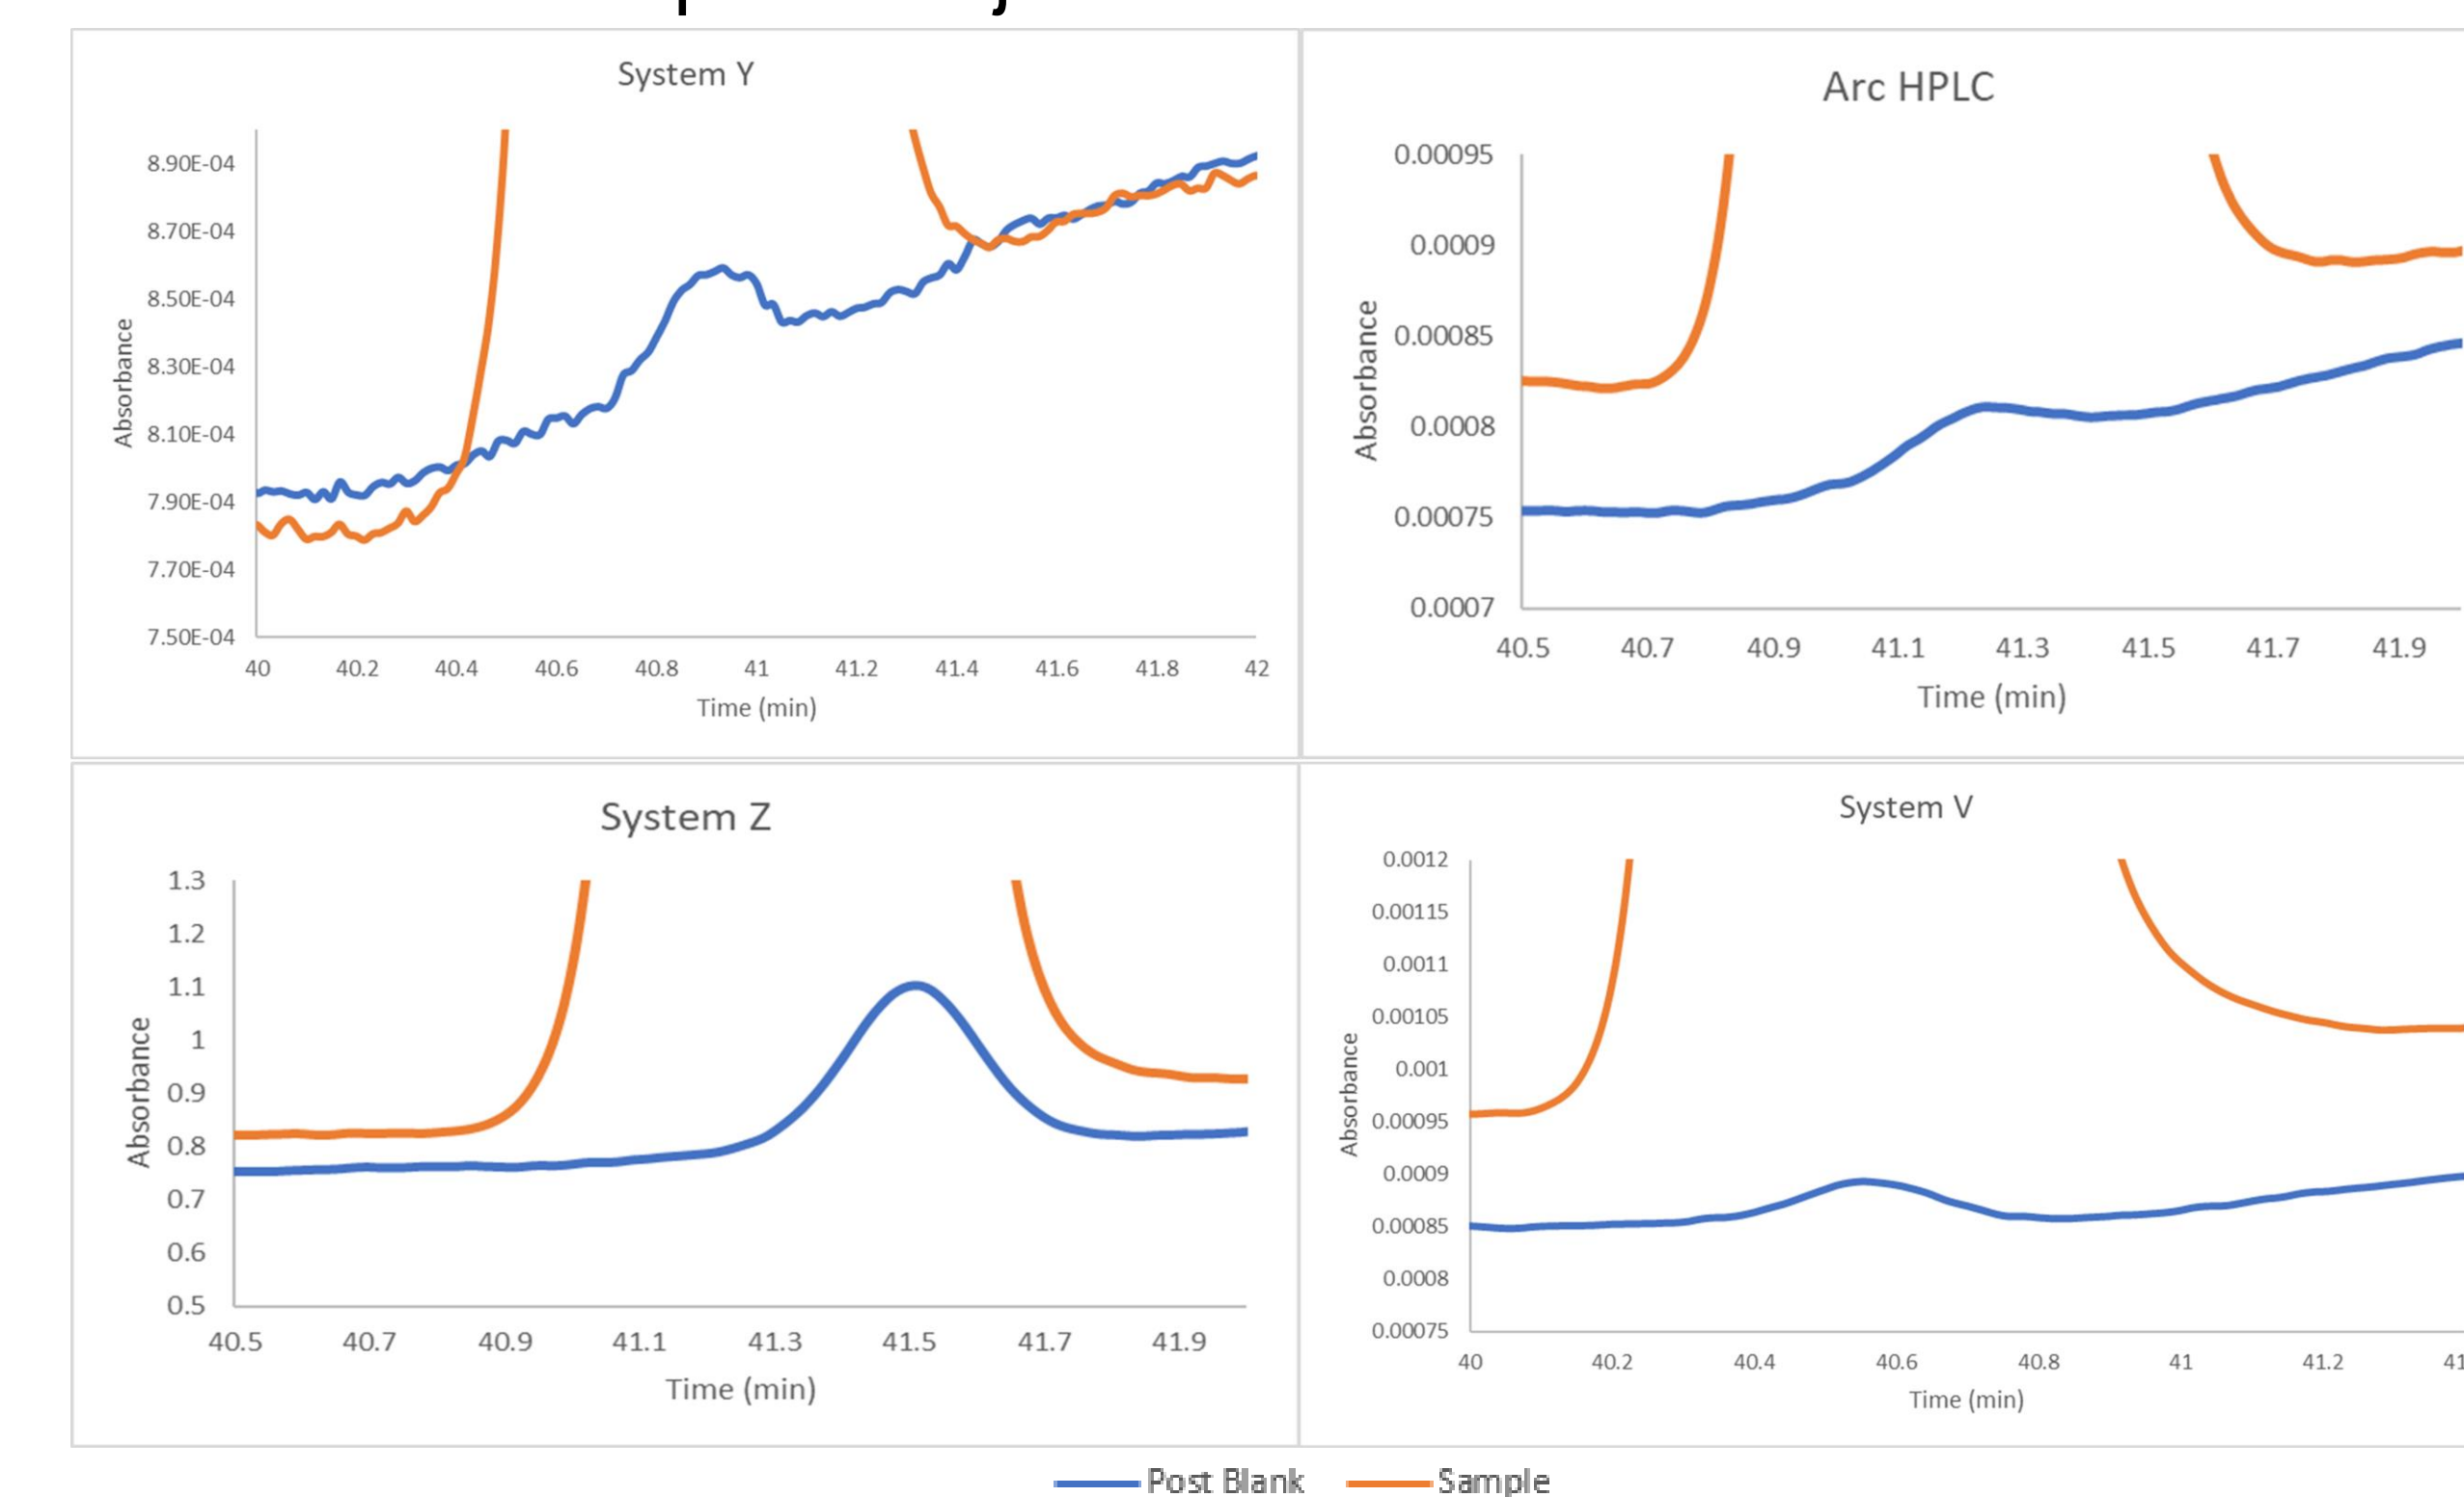 System Y
8.90E-04
8.70E-04
8.50E-04
8.30E-04
8.10E-04
7.90E-04
7.70E-04
7.50E-04
Absorbance
40 40.2 40.4 40.6 40.8 41 41.2 41.4 41.6 41.8 42
Time (min)
Arc HPLC
0.00095
0.0009
0.00085
0.0008
0.00075
0.0007
Absorbance
40.5 40.7 40.9 41.1 41.3 41.5 41.7 41.9
Time (min)
System Z
1.3
1.2
1.1
1
0.9
0.8
0.7
0.6
0.5
Absorbance
40.5 40.7 40.9 41.1 41.3 41.5 41.7 41.9
Time (min)
System V
0.0012
0.00115
0.0011
0.00105
0.001
0.00095
0.0009
0.00085
0.0008
0.00075
Absorbance
40 40.2 40.4 40.6 40.8 41 41.2
Time (min)
Post Blank Sample